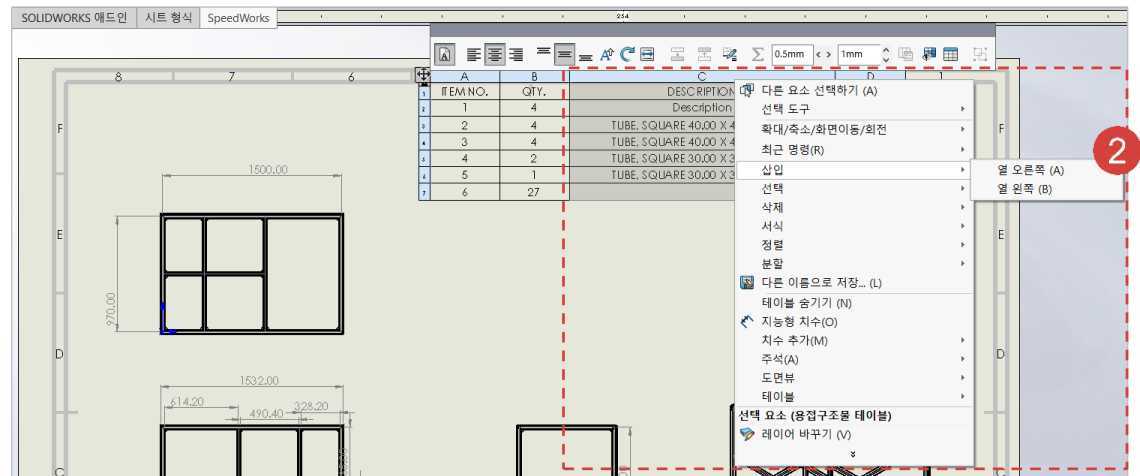 SOLIDWORKS 애드인 시트 형식 SpeedWorks
254
0.5mm 1mm
8 7 6 1
A B C D
1 ITEM NO. QTY. DESCRIPTION
2 1 4 Description
3 2 4 TUBE, SQUARE 40.00 X 4
4 3 4 TUBE, SQUARE 40.00 X 4
5 4 2 TUBE, SQUARE 30.00 X 3
6 5 1 TUBE, SQUARE 30.00 X 3
7 6 27
다른 요소 선택하기 (A)
선택 도구
확대/축소/화면이동/회전
최근 명령(R)
삽입
선택
삭제
서식
정렬
분할
다른 이름으로 저장... (L)
테이블 숨기기 (N)
지능형 치수(O)
치수 추가(M)
주석(A)
도면뷰
테이블
선택 요소 (용접구조물 테이블)
레이어 바꾸기 (V)
열 오른쪽 (A)
열 왼쪽 (B)
2
F F
1500.00
E E
970.00
D D
1532.00
614.20
490.40
328.20
C C